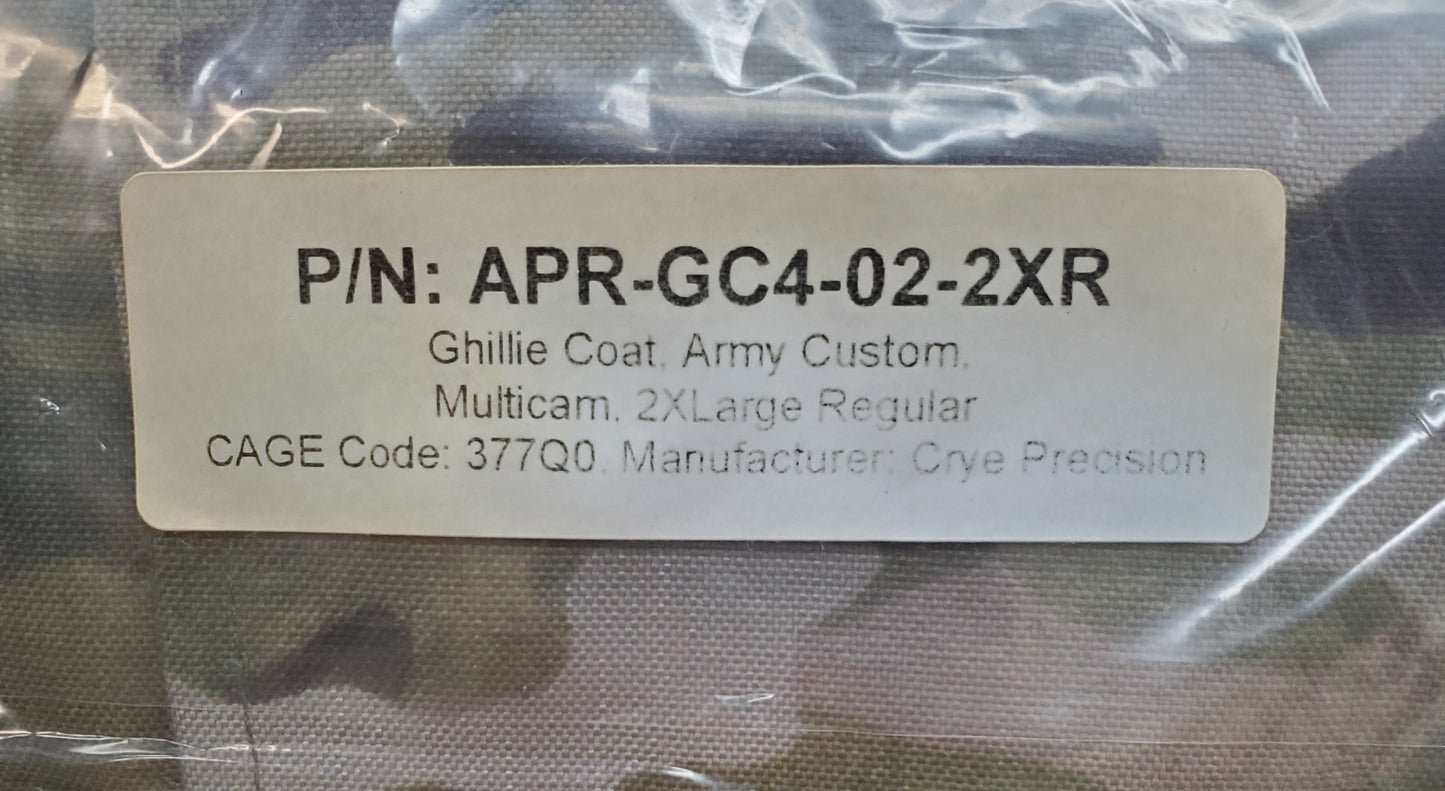 P/N: APR-GC4-02-2XR
Ghillie Coat, Army Custom,
Multicam, 2XLarge Regular
CAGE Code: 377Q0, Manufacturer: Crye Precision